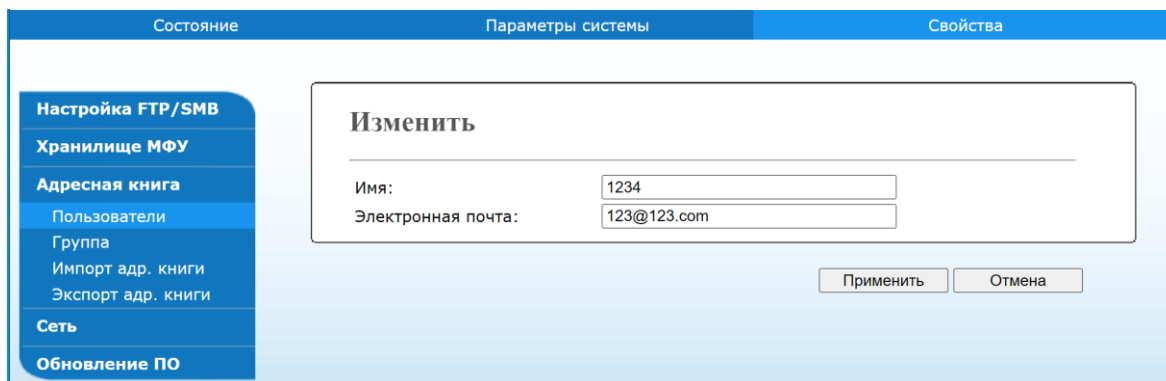 Состояние Параметры системы Свойства
Настройка FTP/SMB
Хранилище МФУ
Адресная книга
Пользователи
Группа
Импорт адр. книги
Экспорт адр. книги
Сеть
Обновление ПО
Изменить
Имя: 1234
Электронная почта: 123@123.com
Применить Отмена